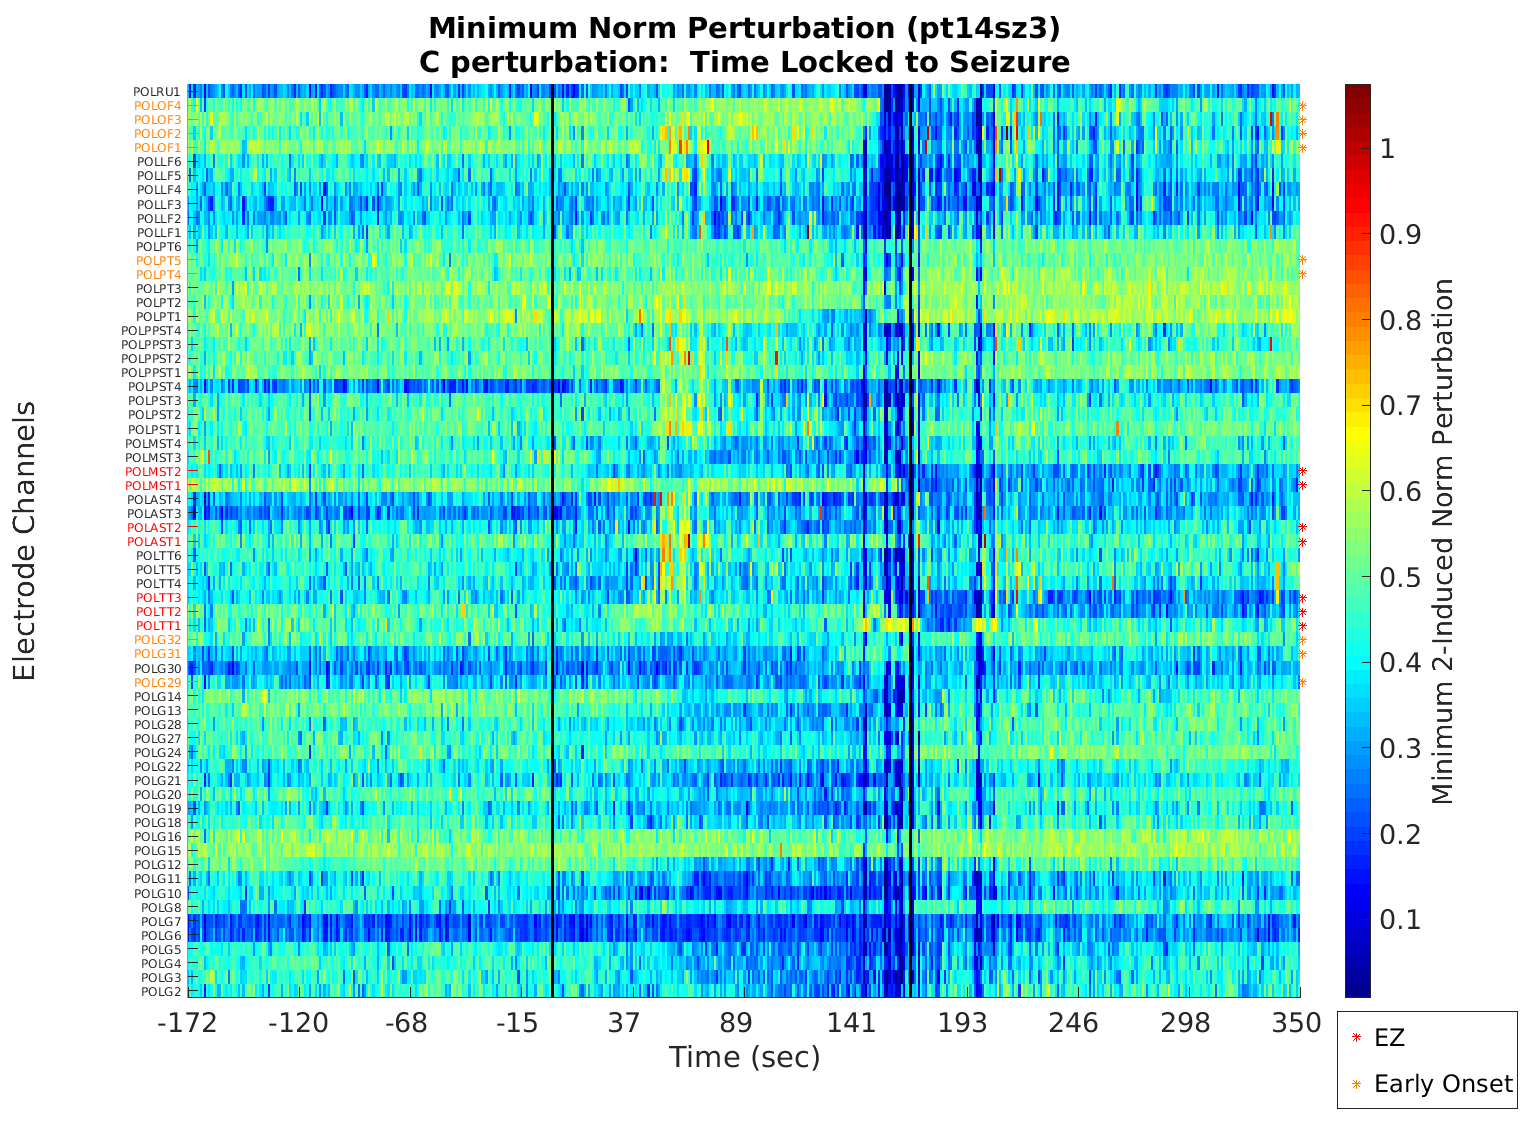 Minimum Norm Perturbation (pt14sz3)
C perturbation: Time Locked to Seizure
Electrode Channels
POLRU1
POLOF4
POLOF3
POLOF2
POLOF1
POLLF6
POLLF5
POLLF4
POLLF3
POLLF2
POLLF1
POLPT6
POLPT5
POLPT4
POLPT3
POLPT2
POLPT1
POLPPST4
POLPPST3
POLPPST2
POLPPST1
POLPST4
POLPST3
POLPST2
POLPST1
POLMST4
POLMST3
POLMST2
POLMST1
POLAST4
POLAST3
POLAST2
POLAST1
POLTT6
POLTT5
POLTT4
POLTT3
POLTT2
POLTT1
POLG32
POLG31
POLG30
POLG29
POLG14
POLG13
POLG28
POLG27
POLG24
POLG22
POLG21
POLG20
POLG19
POLG18
POLG16
POLG15
POLG12
POLG11
POLG10
POLG8
POLG7
POLG6
POLG5
POLG4
POLG3
POLG2
-172 -120 -68 -15 37 89 141 193 246 298 350
Time (sec)
1
0.9
0.8
0.7
0.6
0.5
0.4
0.3
0.2
0.1
Minimum 2-Induced Norm Perturbation
EZ
Early Onset